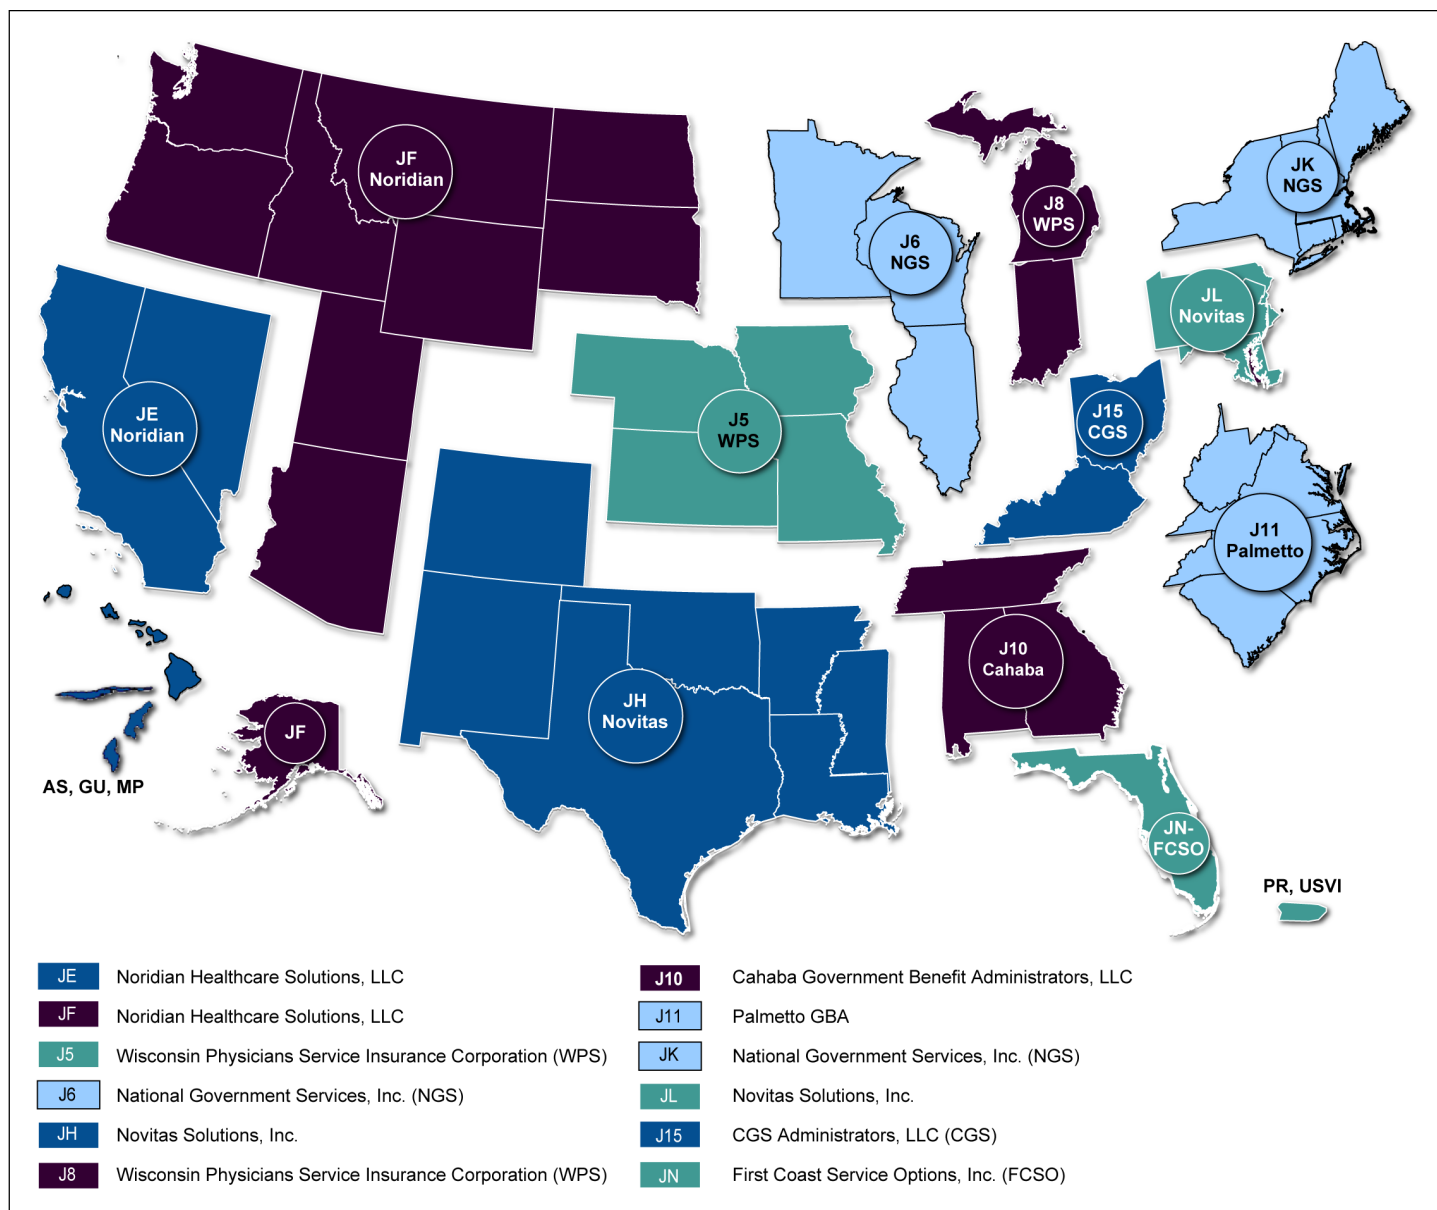 JF
Noridian
J6
NGS
J8
WPS
JK
NGS
JL
Novitas
JE
Noridian
J5
WPS
J15
CGS
J11
Palmetto
J10
Cahaba
JH
Novitas
JF
AS, GU, MP
JN-
FCSO
PR, USVI
JE Noridian Healthcare Solutions, LLC
JF Noridian Healthcare Solutions, LLC
J5 Wisconsin Physicians Service Insurance Corporation (WPS)
J6 National Government Services, Inc. (NGS)
JH Novitas Solutions, Inc.
J8 Wisconsin Physicians Service Insurance Corporation (WPS)
J10 Cahaba Government Benefit Administrators, LLC
J11 Palmetto GBA
JK National Government Services, Inc. (NGS)
JL Novitas Solutions, Inc.
J15 CGS Administrators, LLC (CGS)
JN First Coast Service Options, Inc. (FCSO)